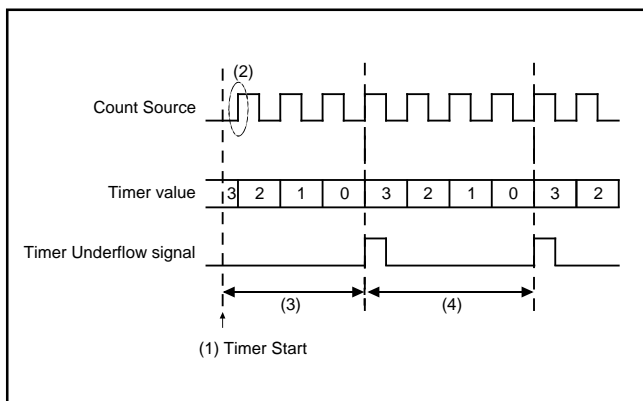 (2)
Count Source
Timer value 3 2 1 0 3 2 1 0 3 2
Timer Underflow signal
(3) (4)
(1) Timer Start